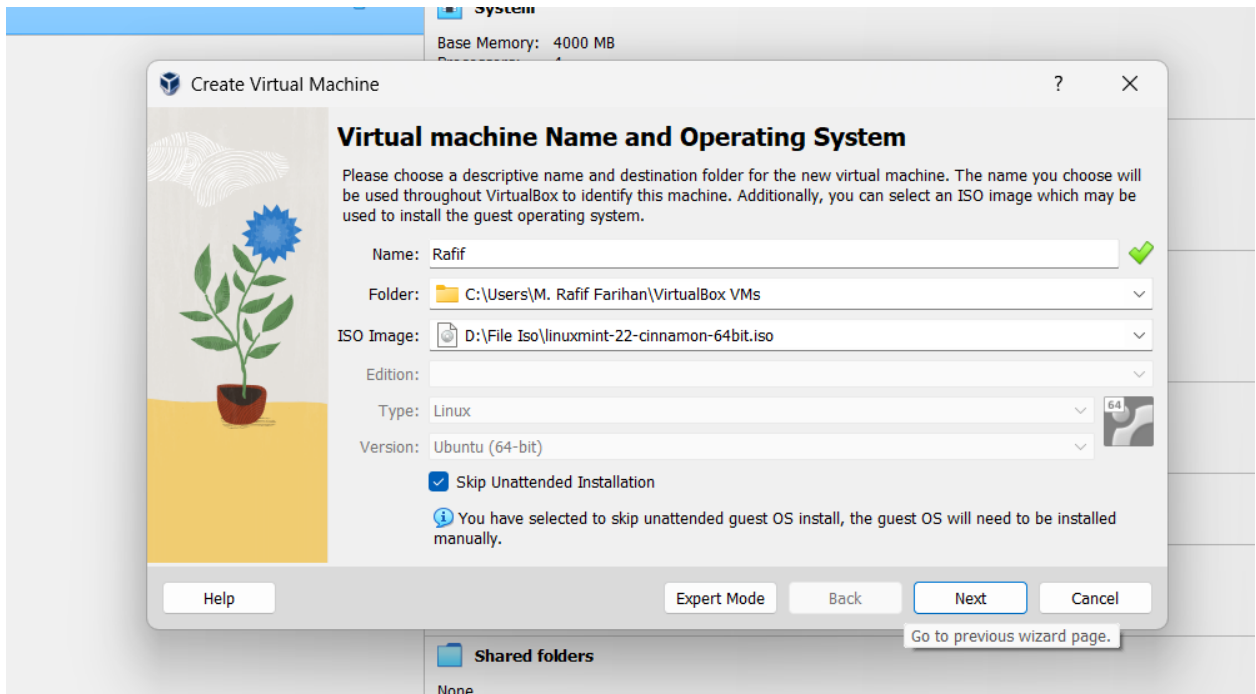 System
Base Memory: 4000 MB
Create Virtual Machine
?
Virtual machine Name and Operating System
Please choose a descriptive name and destination folder for the new virtual machine. The name you choose will
be used throughout VirtualBox to identify this machine. Additionally, you can select an ISO image which may be
used to install the guest operating system.
Name: Rafif
Folder: C:\Users\M. Rafif Farihan\VirtualBox VMs
ISO Image: D:\File Iso\linuxmint-22-cinnamon-64bit.iso
Edition:
Type: Linux
64
Version: Ubuntu (64-bit)
Skip Unattended Installation
You have selected to skip unattended guest OS install, the guest OS will need to be installed
manually.
Help Expert Mode Back Next Cancel
Go to previous wizard page.
Shared folders
None